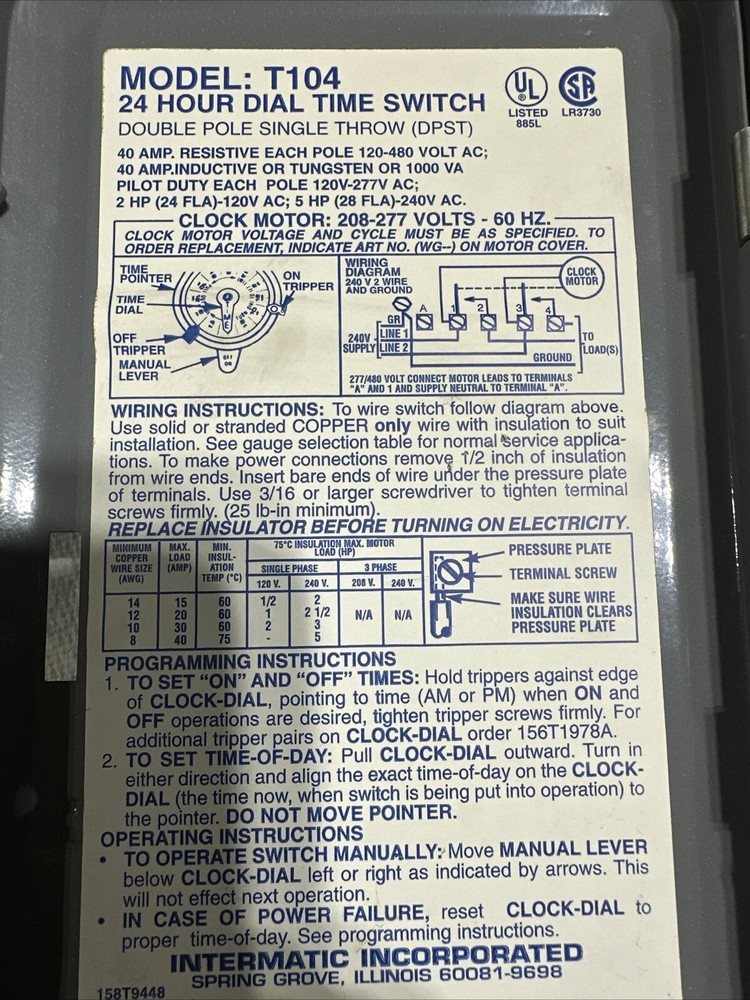 MODEL: T104
24 HOUR DIAL TIME SWITCH
DOUBLE POLE SINGLE THROW (DPST)
UL
LISTED
885L
SA
LR3730
40 AMP. RESISTIVE EACH POLE 120-480 VOLT AC;
40 AMP.INDUCTIVE OR TUNGSTEN OR 1000 VA
PILOT DUTY EACH POLE 120V-277V AC;
2 HP (24 FLA)-120V AC; 5 HP (28 FLA)-240V AC.
CLOCK MOTOR: 208-277 VOLTS - 60 HZ.
CLOCK MOTOR VOLTAGE AND CYCLE MUST BE AS SPECIFIED. TO
ORDER REPLACEMENT, INDICATE ART NO. (WG--) ON MOTOR COVER.
TIME
POINTER
TIME
DIAL
OFF
TRIPPER
MANUAL
LEVER
ON
TRIPPER
WIRING
DIAGRAM
240 V 2 WIRE
AND GROUND
CLOCK
MOTOR
A 1 2 3 4
GR
240V
SUPPLY
LINE 1
LINE 2
GROUND
TO
LOAD(S)
277/480 VOLT CONNECT MOTOR LEADS TO TERMINALS
"A" AND 1 AND SUPPLY NEUTRAL TO TERMINAL "A".
WIRING INSTRUCTIONS: To wire switch follow diagram above.
Use solid or stranded COPPER only wire with insulation to suit
installation. See gauge selection table for normal service applica-
tions. To make power connections remove 1/2 inch of insulation
from wire ends. Insert bare ends of wire under the pressure plate
of terminals. Use 3/16 or larger screwdriver to tighten terminal
screws firmly. (25 lb-in minimum).
REPLACE INSULATOR BEFORE TURNING ON ELECTRICITY.
MINIMUM
COPPER
WIRE SIZE
(AWG)
MAX.
LOAD
(AMP)
MIN.
INSUL-
ATION
TEMP (°C)
75°C INSULATION MAX. MOTOR
LOAD (HP)
SINGLE PHASE 3 PHASE
120 V. 240 V. 208 V. 240 V.
14 15 60 1/2 2
12 20 60 1 2 1/2 N/A N/A
10 30 60 2 3
8 40 75 - 5
PRESSURE PLATE
TERMINAL SCREW
MAKE SURE WIRE
INSULATION CLEARS
PRESSURE PLATE
PROGRAMMING INSTRUCTIONS
1. TO SET “ON” AND “OFF” TIMES: Hold trippers against edge
of CLOCK-DIAL, pointing to time (AM or PM) when ON and
OFF operations are desired, tighten tripper screws firmly. For
additional tripper pairs on CLOCK-DIAL order 156T1978A.
2. TO SET TIME-OF-DAY: Pull CLOCK-DIAL outward. Turn in
either direction and align the exact time-of-day on the CLOCK-
DIAL (the time now, when switch is being put into operation) to
the pointer. DO NOT MOVE POINTER.
OPERATING INSTRUCTIONS
• TO OPERATE SWITCH MANUALLY: Move MANUAL LEVER
below CLOCK-DIAL left or right as indicated by arrows. This
will not effect next operation.
• IN CASE OF POWER FAILURE, reset CLOCK-DIAL to
proper time-of-day. See programming instructions.
INTERMATIC INCORPORATED
SPRING GROVE, ILLINOIS 60081-9698
158T9448